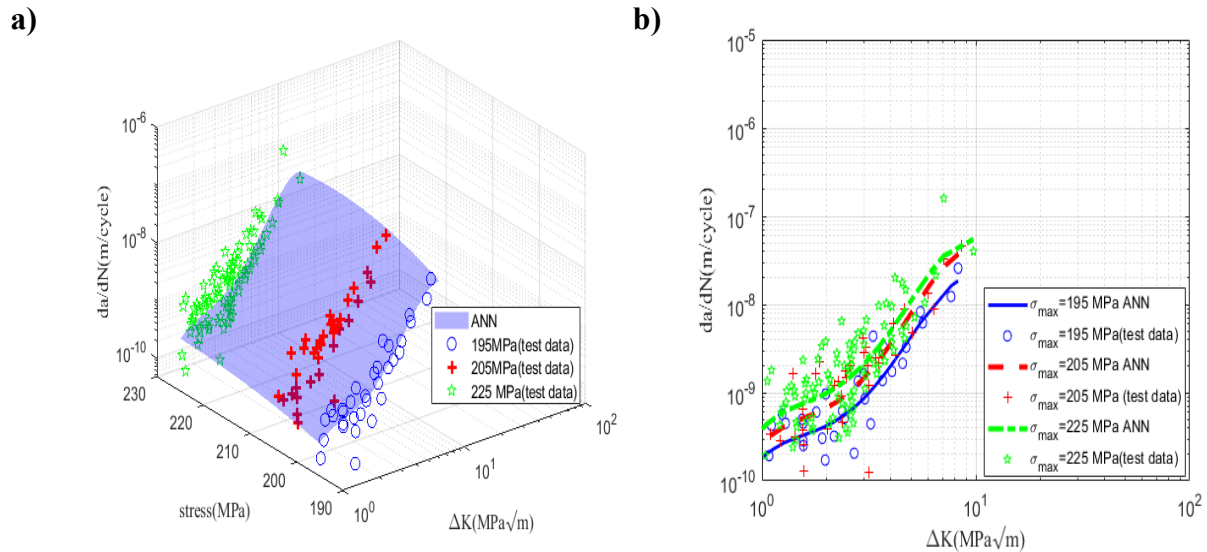 a)
10^-6
10^-8
10^-10
da/dN(m/cycle)
230
220
210
200
190
stress(MPa)
10^0
10^1
10^2
ΔK(MPa√m)
ANN
195MPa(test data)
205MPa(test data)
225 MPa(test data)
b)
10^-5
10^-6
10^-7
10^-8
10^-9
10^-10
da/dN(m/cycle)
10^0
10^1
10^2
ΔK(MPa√m)
σmax=195 MPa ANN
σmax=195 MPa(test data)
σmax=205 MPa ANN
σmax=205 MPa (test data)
σmax=225 MPa ANN
σmax=225 MPa(test data)